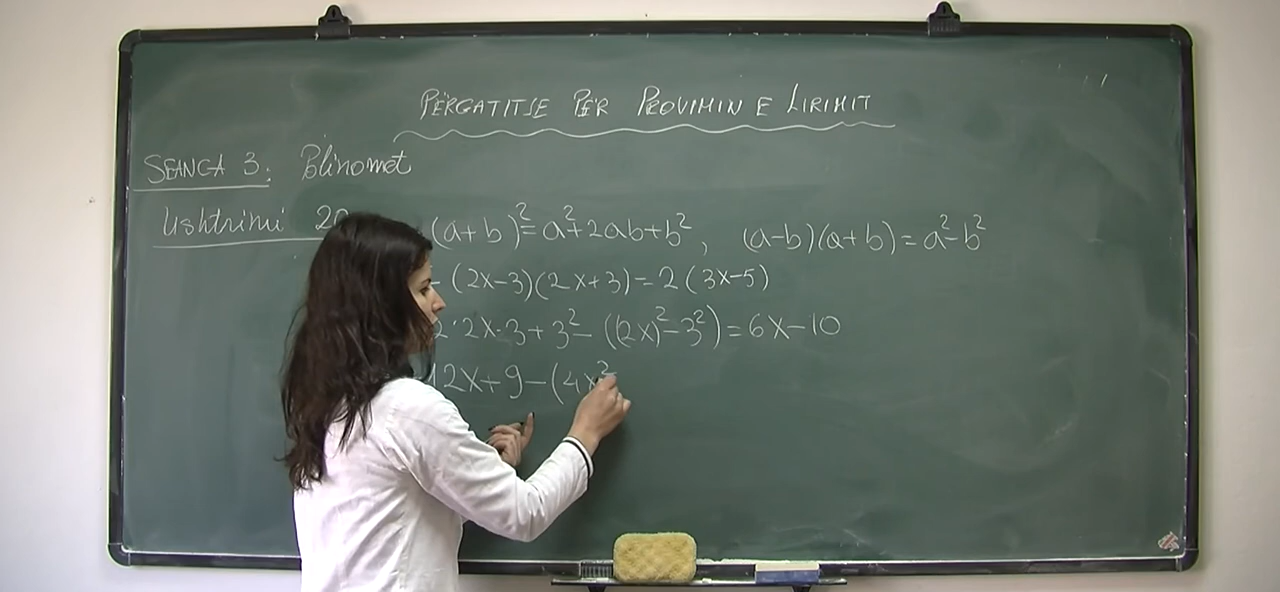 PËRGATITJE PËR PROVIMIN E LIRIMIT
SEANCA 3: Polinomet
Ushtrimi 20
(a+b)²=a²+2ab+b², (a-b)(a+b)=a²-b²
- (2x-3)(2x+3)=2(3x-5)
2·2x·3+3²-((2x)²-3²)=6x-10
12x+9-(4x²